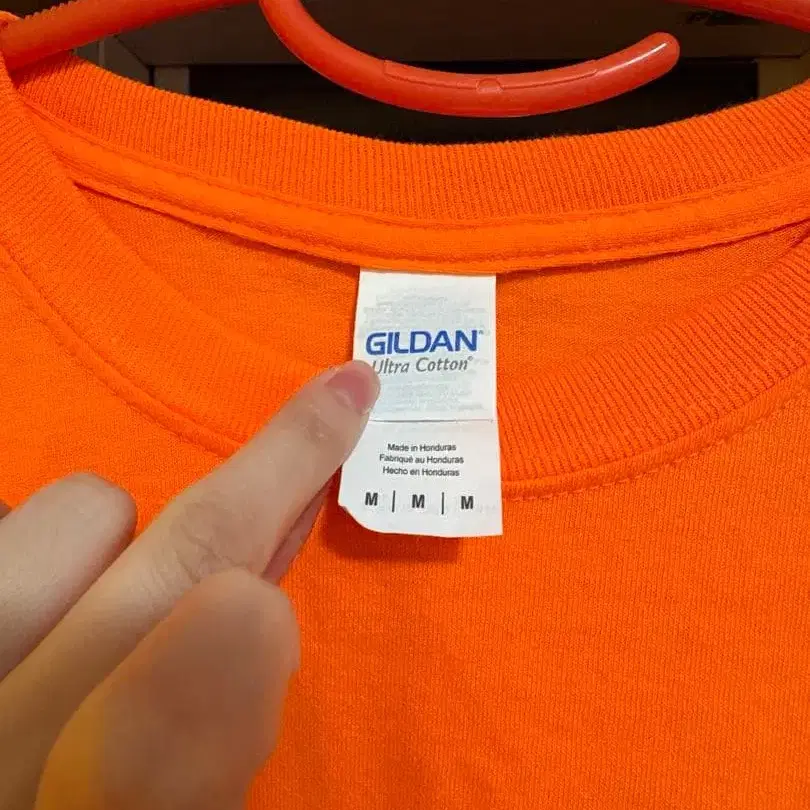 GILDAN®
Ultra Cotton®
Made in Honduras
Fabriqué au Honduras
Hecho en Honduras
M | M | M